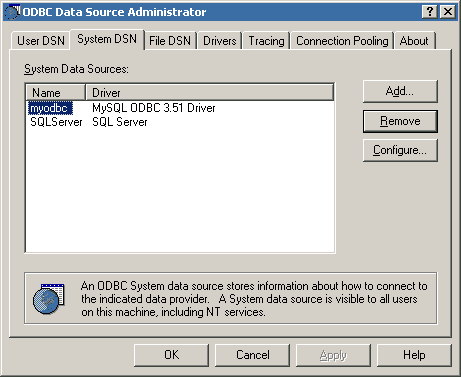 ODBC Data Source Administrator
User DSN System DSN File DSN Drivers Tracing Connection Pooling About
System Data Sources:
Name Driver
myodbc MySQL ODBC 3.51 Driver
SQLServer SQL Server
Add...
Remove
Configure...
An ODBC System data source stores information about how to connect
to the indicated data provider. A System data source is visible to all users
on this machine, including NT services.
OK Cancel Apply Help